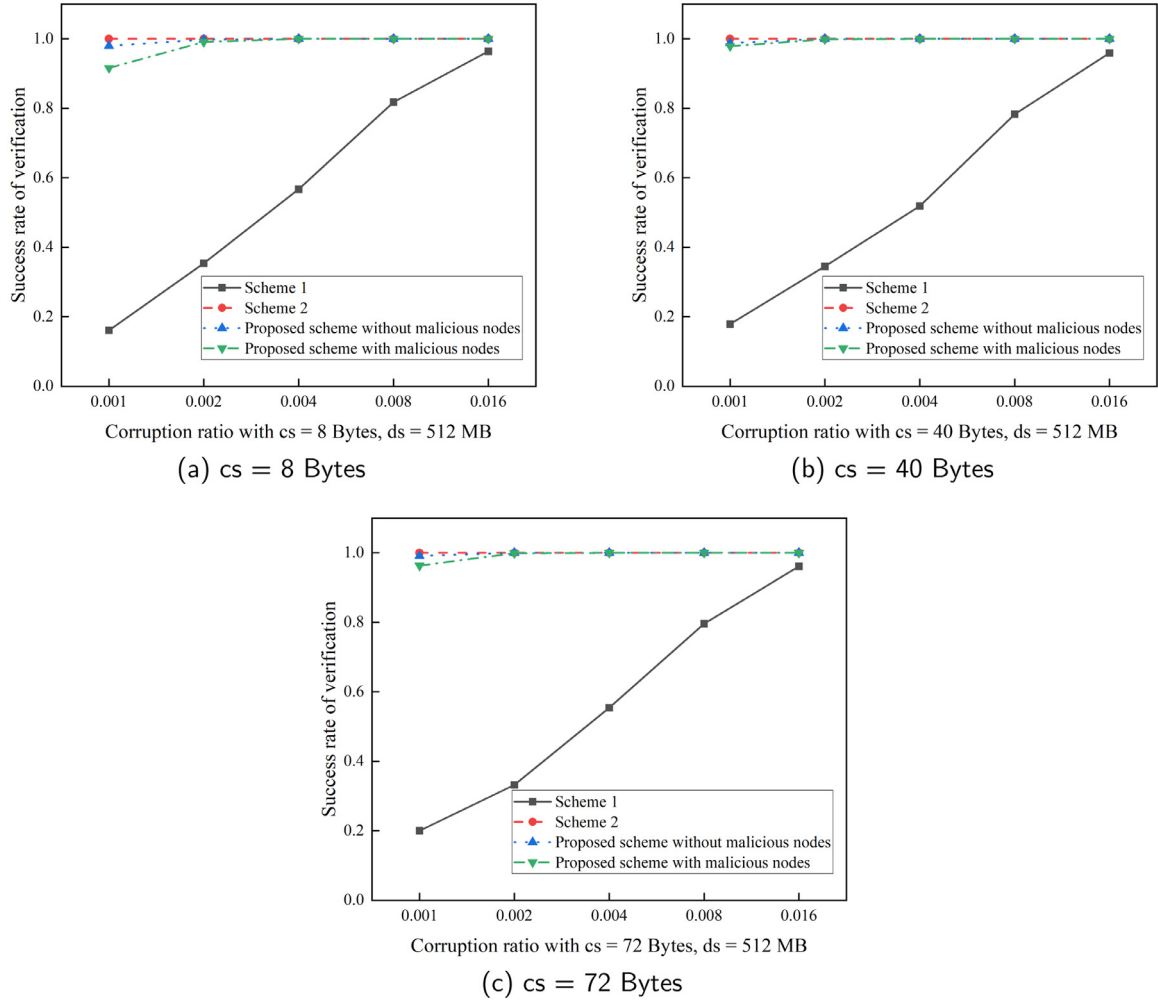 Success rate of verification
1.0
0.8
0.6
0.4
0.2
0.0
Scheme 1
Scheme 2
Proposed scheme without malicious nodes
Proposed scheme with malicious nodes
0.001 0.002 0.004 0.008 0.016
Corruption ratio with cs = 8 Bytes, ds = 512 MB
(a) cs = 8 Bytes
Success rate of verification
1.0
0.8
0.6
0.4
0.2
0.0
Scheme 1
Scheme 2
Proposed scheme without malicious nodes
Proposed scheme with malicious nodes
0.001 0.002 0.004 0.008 0.016
Corruption ratio with cs = 40 Bytes, ds = 512 MB
(b) cs = 40 Bytes
Success rate of verification
1.0
0.8
0.6
0.4
0.2
0.0
Scheme 1
Scheme 2
Proposed scheme without malicious nodes
Proposed scheme with malicious nodes
0.001 0.002 0.004 0.008 0.016
Corruption ratio with cs = 72 Bytes, ds = 512 MB
(c) cs = 72 Bytes